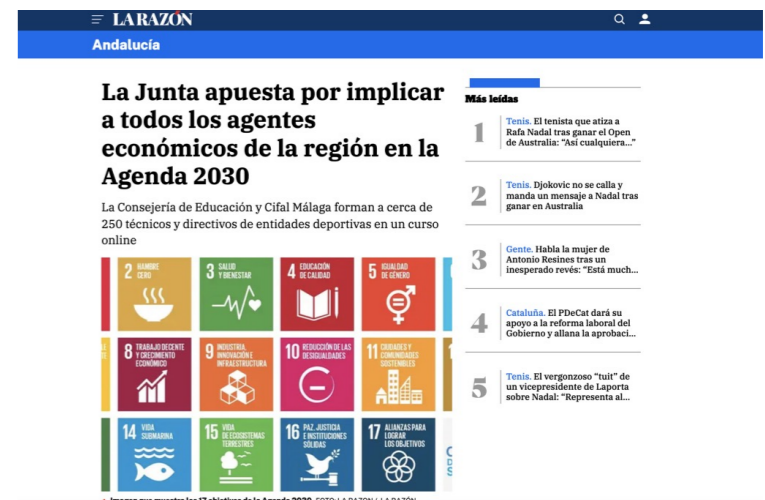 LA RAZÓN
Andalucía
La Junta apuesta por implicar
a todos los agentes
económicos de la región en la
Agenda 2030
La Consejería de Educación y Cifal Málaga forman a cerca de
250 técnicos y directivos de entidades deportivas en un curso
online
2 HAMBRE
CERO
3 SALUD
Y BIENESTAR
4 EDUCACIÓN
DE CALIDAD
5 IGUALDAD
DE GÉNERO
8 TRABAJO DECENTE
Y CRECIMIENTO
ECONÓMICO
9 INDUSTRIA,
INNOVACIÓN E
INFRAESTRUCTURA
10 REDUCCIÓN DE LAS
DESIGUALDADES
11 CIUDADES Y
COMUNIDADES
SOSTENIBLES
14 VIDA
SUBMARINA
15 VIDA
DE ECOSISTEMAS
TERRESTRES
16 PAZ, JUSTICIA
E INSTITUCIONES
SÓLIDAS
17 ALIANZAS PARA
LOGRAR
LOS OBJETIVOS
Más leídas
1
Tenis. El tenista que atiza a
Rafa Nadal tras ganar el Open
de Australia: “Así cualquiera...”
2
Tenis. Djokovic no se calla y
manda un mensaje a Nadal tras
ganar en Australia
3
Gente. Habla la mujer de
Antonio Resines tras un
inesperado revés: “Está much...
4
Cataluña. El PDeCat dará su
apoyo a la reforma laboral del
Gobierno y allana la aprobaci...
5
Tenis. El vergonzoso “tuit” de
un vicepresidente de Laporta
sobre Nadal: “Representa al...